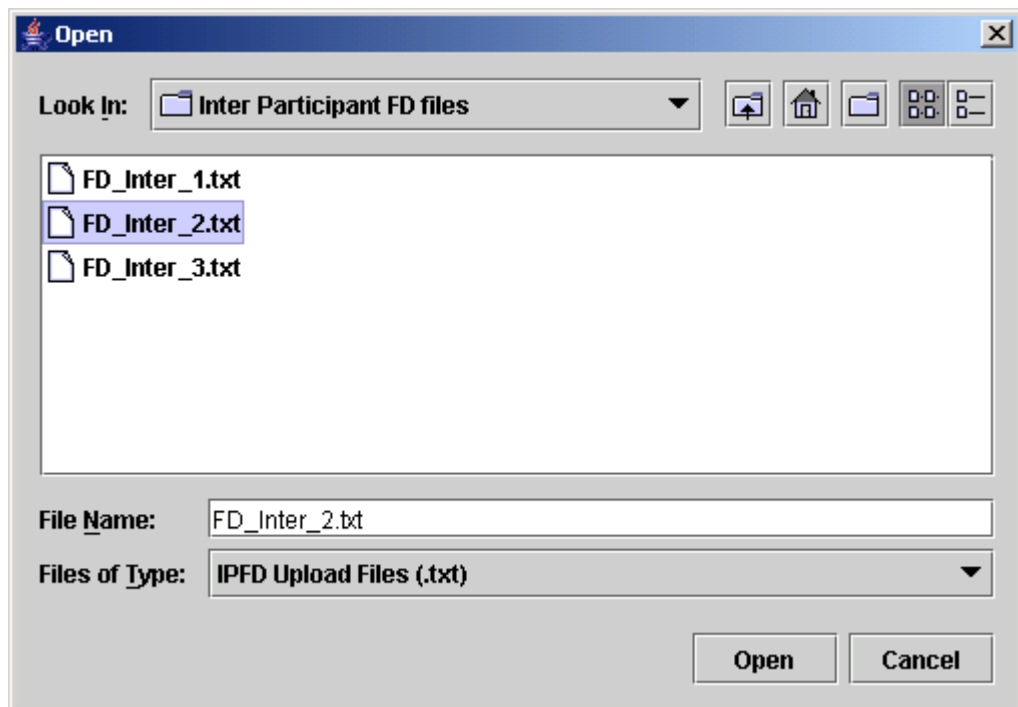 Open
Look In: Inter Participant FD files
FD_Inter_1.txt
FD_Inter_2.txt
FD_Inter_3.txt
File Name: FD_Inter_2.txt
Files of Type: IPFD Upload Files (.txt)
Open Cancel